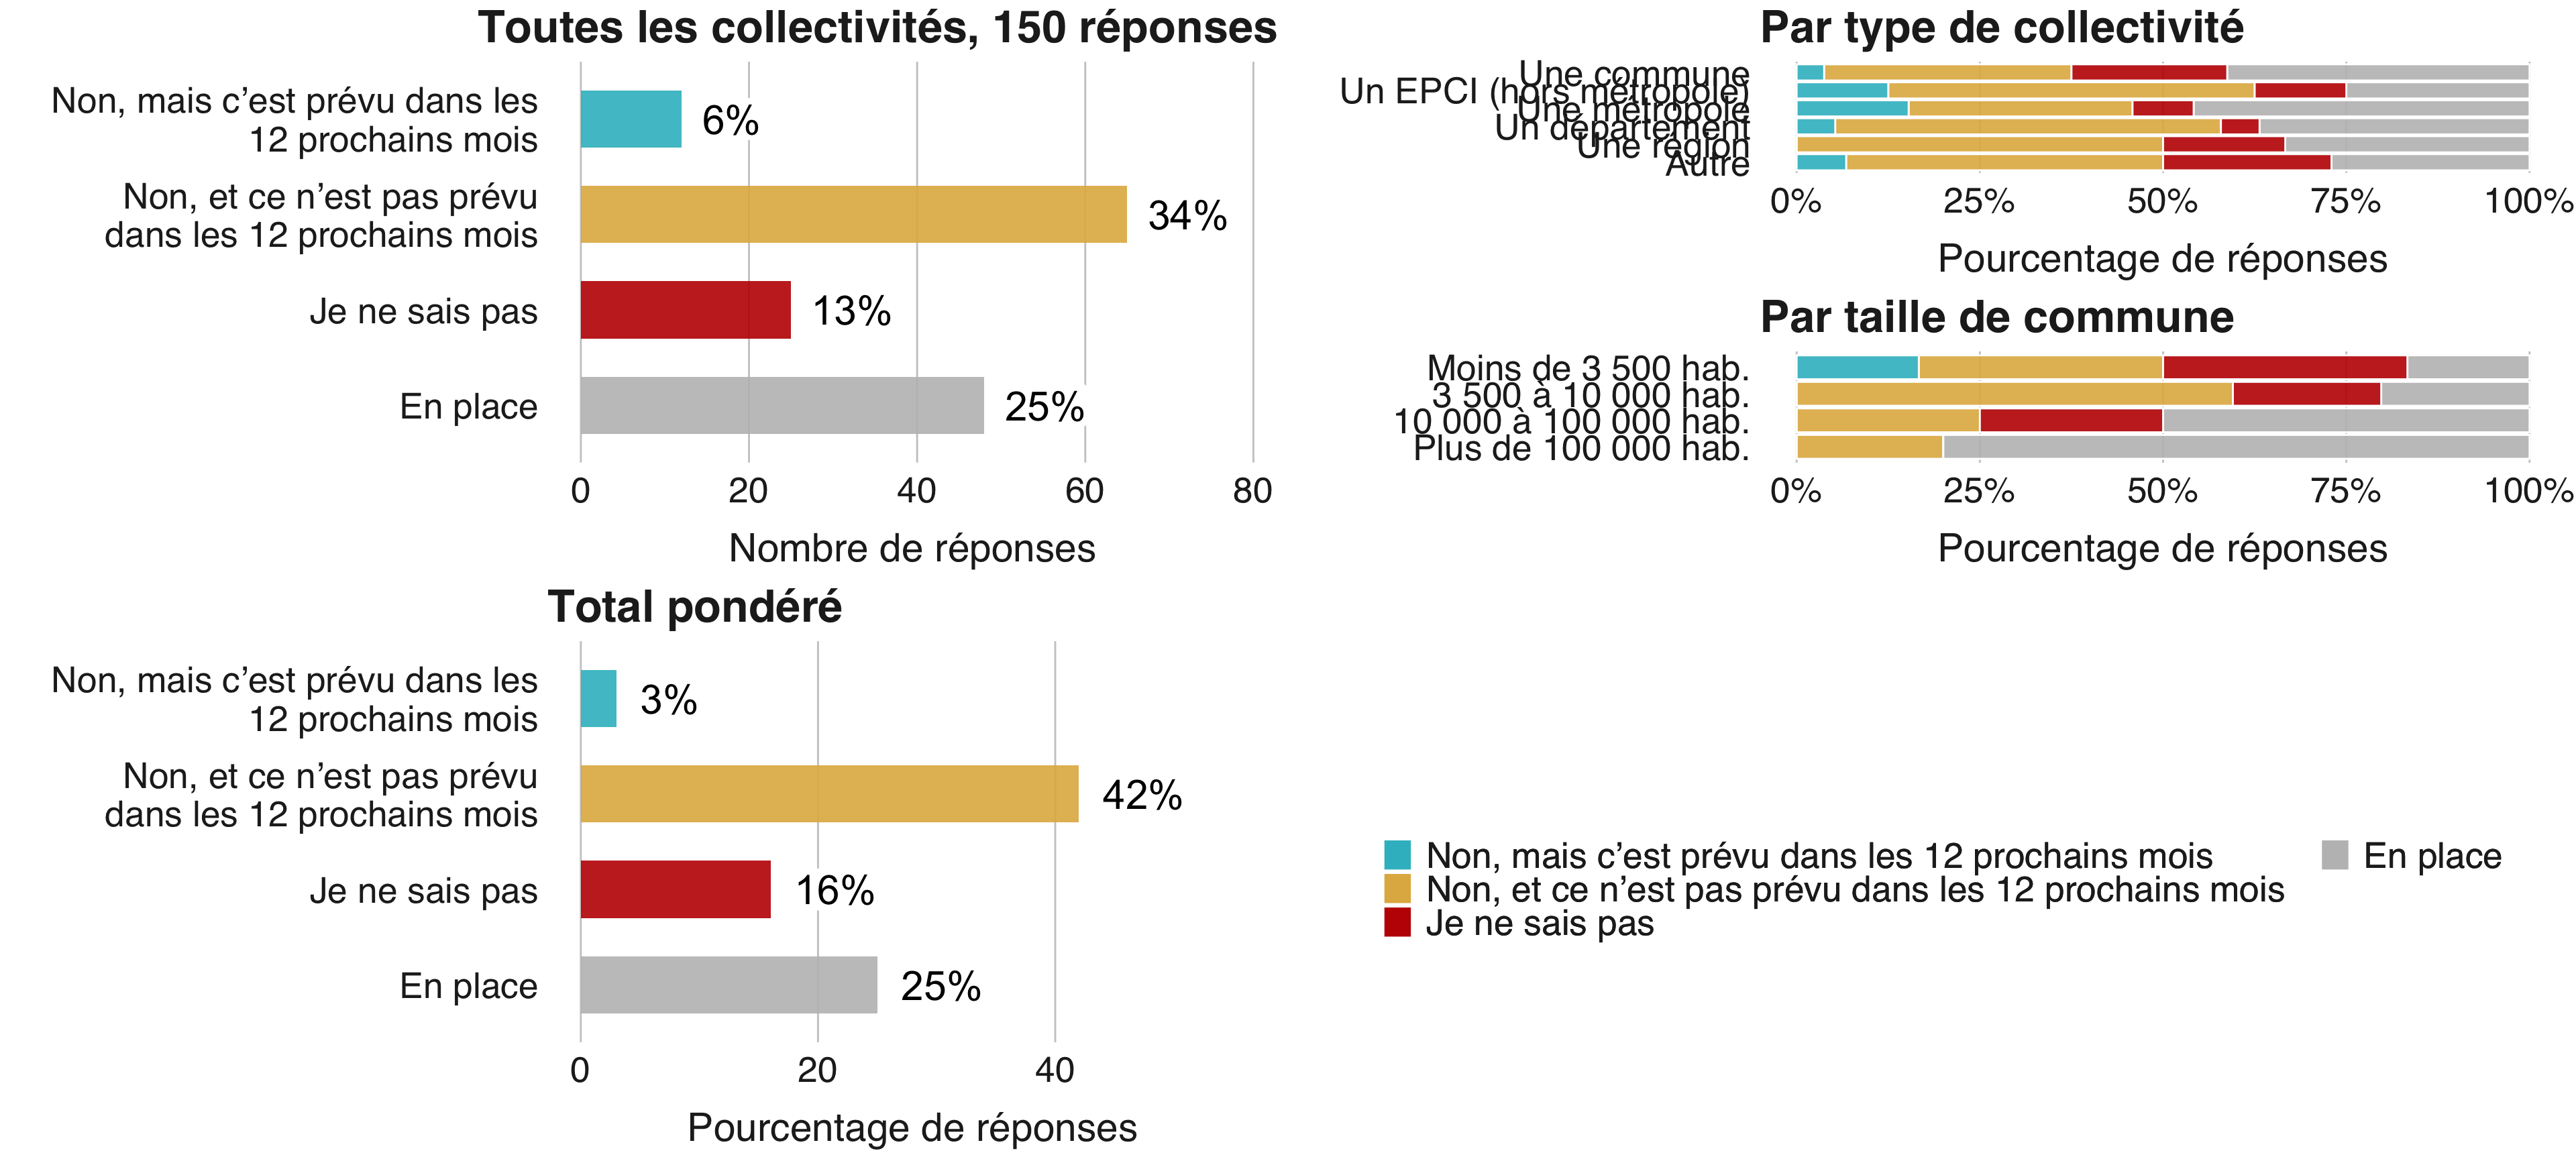 Toutes les collectivités, 150 réponses
Non, mais c’est prévu dans les
12 prochains mois
6%
Non, et ce n’est pas prévu
dans les 12 prochains mois
34%
Je ne sais pas
13%
En place
25%
0 20 40 60 80
Nombre de réponses
Total pondéré
Non, mais c’est prévu dans les
12 prochains mois
3%
Non, et ce n’est pas prévu
dans les 12 prochains mois
42%
Je ne sais pas
16%
En place
25%
0 20 40
Pourcentage de réponses
Par type de collectivité
Une commune
Un EPCI (hors métropole)
Une métropole
Un département
Une région
Autre
0% 25% 50% 75% 100%
Pourcentage de réponses
Par taille de commune
Moins de 3 500 hab.
3 500 à 10 000 hab.
10 000 à 100 000 hab.
Plus de 100 000 hab.
0% 25% 50% 75% 100%
Pourcentage de réponses
Non, mais c’est prévu dans les 12 prochains mois
Non, et ce n’est pas prévu dans les 12 prochains mois
Je ne sais pas
En place